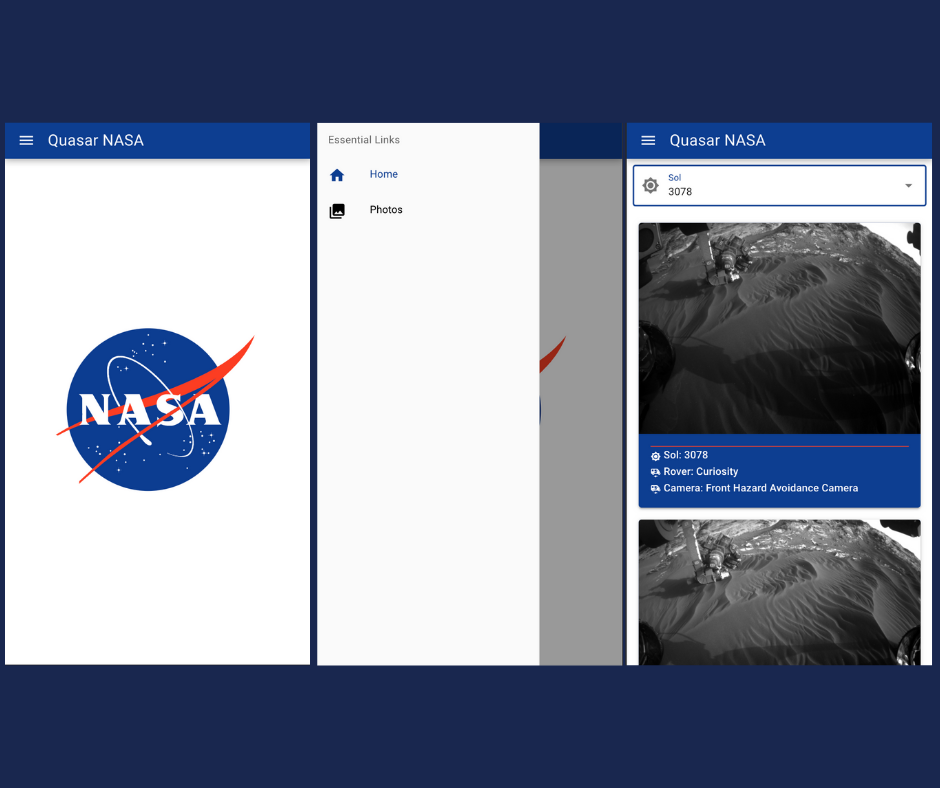 Quasar NASA
NASA
Essential Links
Home
Photos
Quasar NASA
Sol
3078
Sol: 3078
Rover: Curiosity
Camera: Front Hazard Avoidance Camera